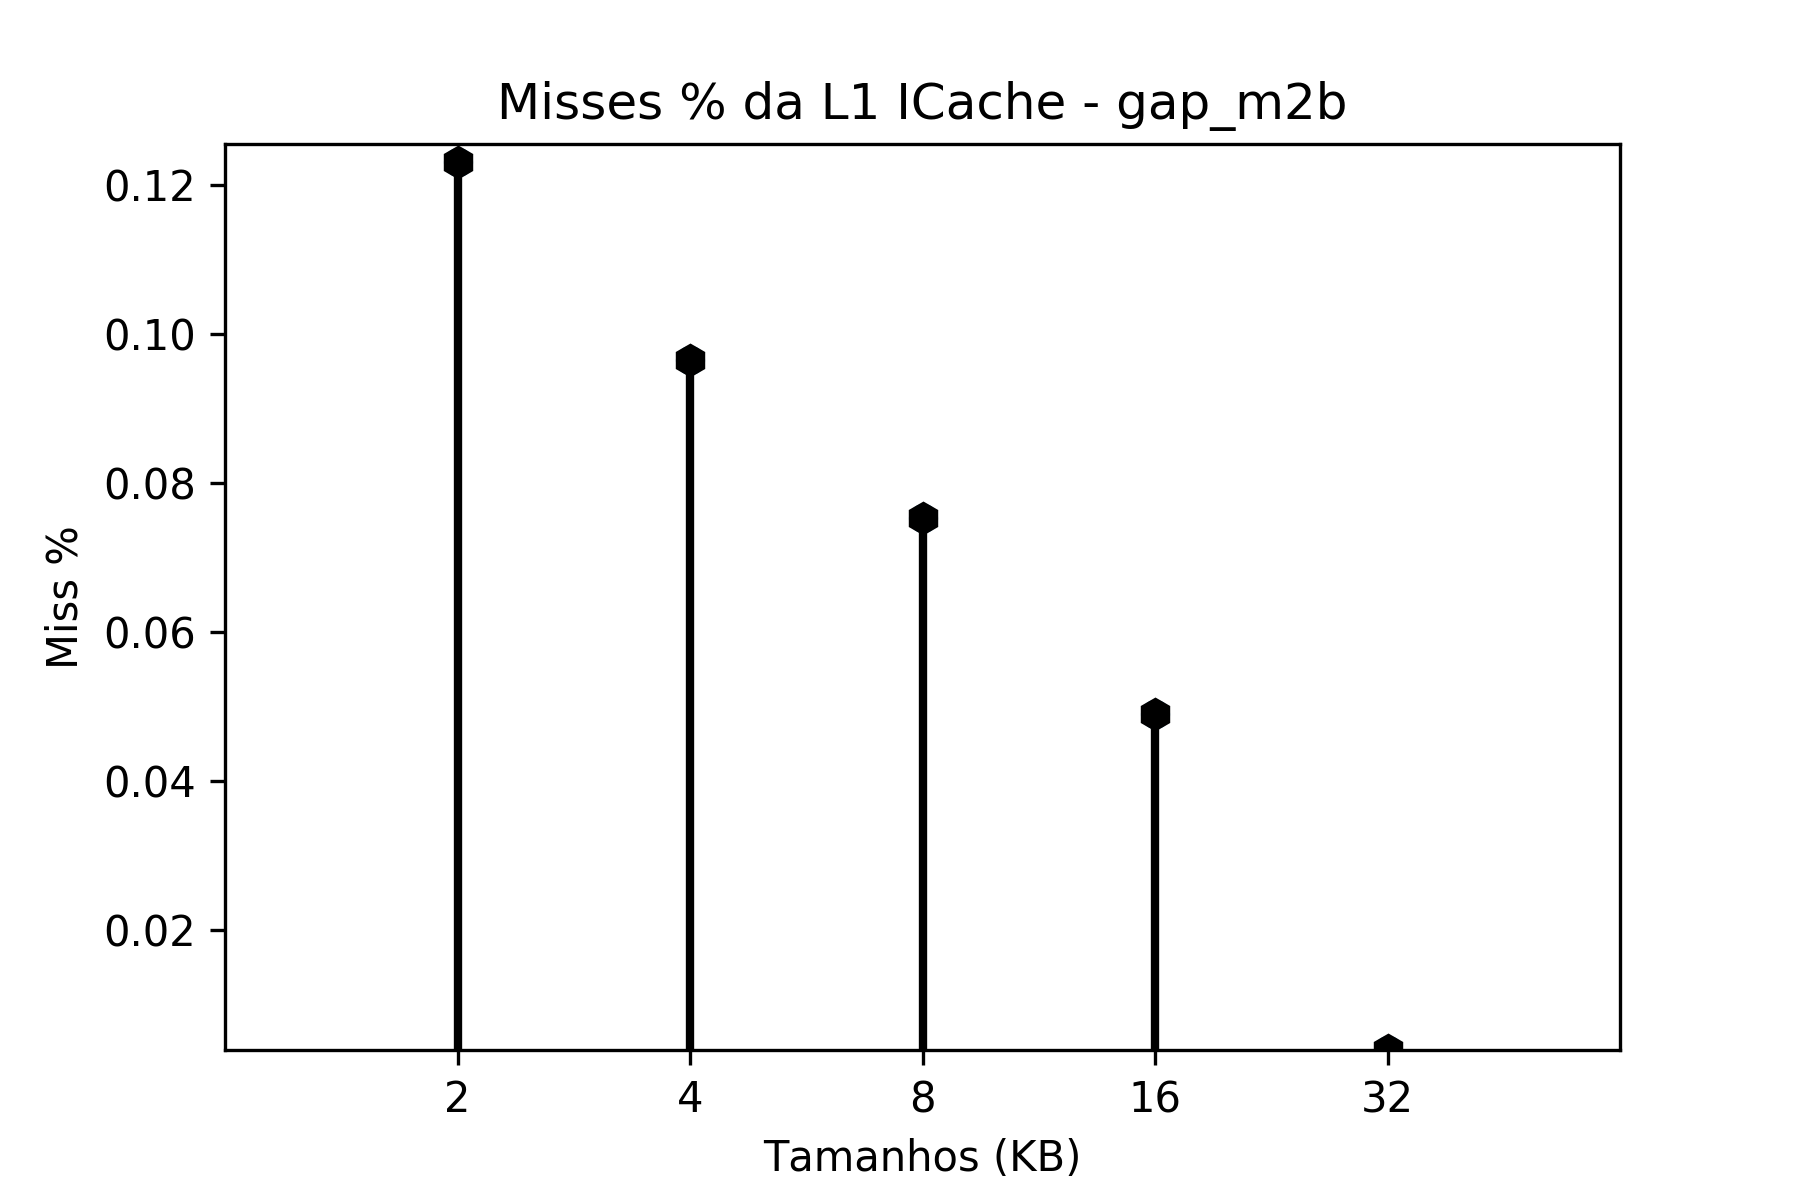 Misses % da L1 ICache - gap_m2b
0.12
0.10
0.08
0.06
0.04
0.02
Miss %
2 4 8 16 32
Tamanhos (KB)